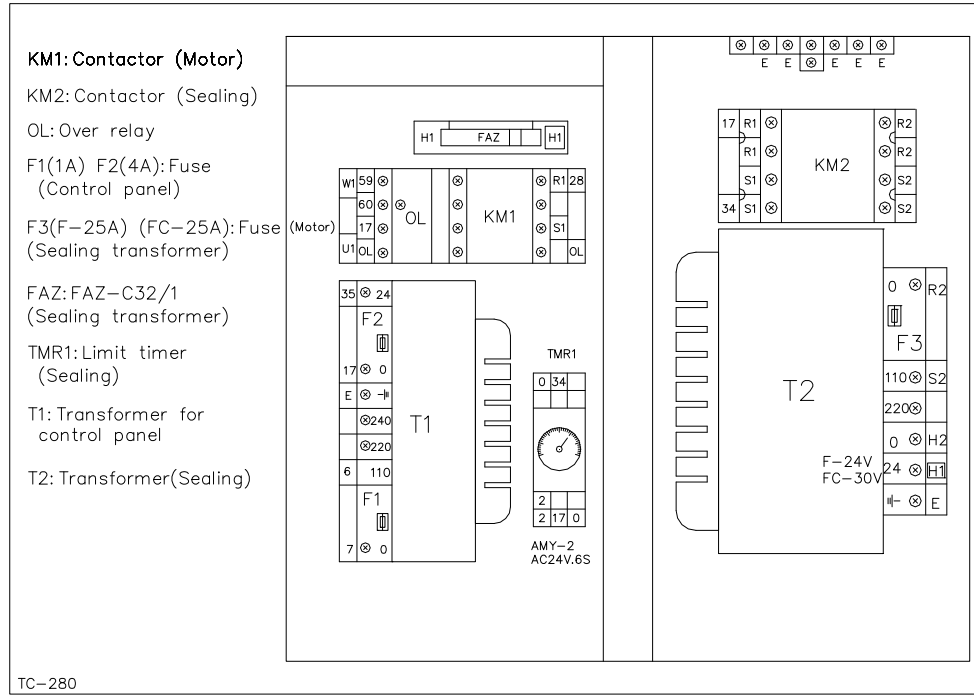 KM1: Contactor (Motor)
KM2: Contactor (Sealing)
OL: Over relay
F1(1A) F2(4A): Fuse
(Control panel)
F3(F-25A) (FC-25A): Fuse (Motor)
(Sealing transformer)
FAZ: FAZ-C32/1
(Sealing transformer)
TMR1: Limit timer
(Sealing)
T1: Transformer for
control panel
T2: Transformer(Sealing)
H1 FAZ H1
W1 59 R1 28
60 OL KM1
17 S1
U1 OL OL
35 24
F2
17 0
E
240
220
6 110
F1
7 0
T1
TMR1
0 34
2
2 17 0
AMY-2
AC24V.6S
E E E E E
17 R1 R2
R1 KM2 R2
S1 S2
34 S1 S2
T2
0 R2
F3
110 S2
220
0 H2
F-24V
FC-30V
24 H1
E
TC-280